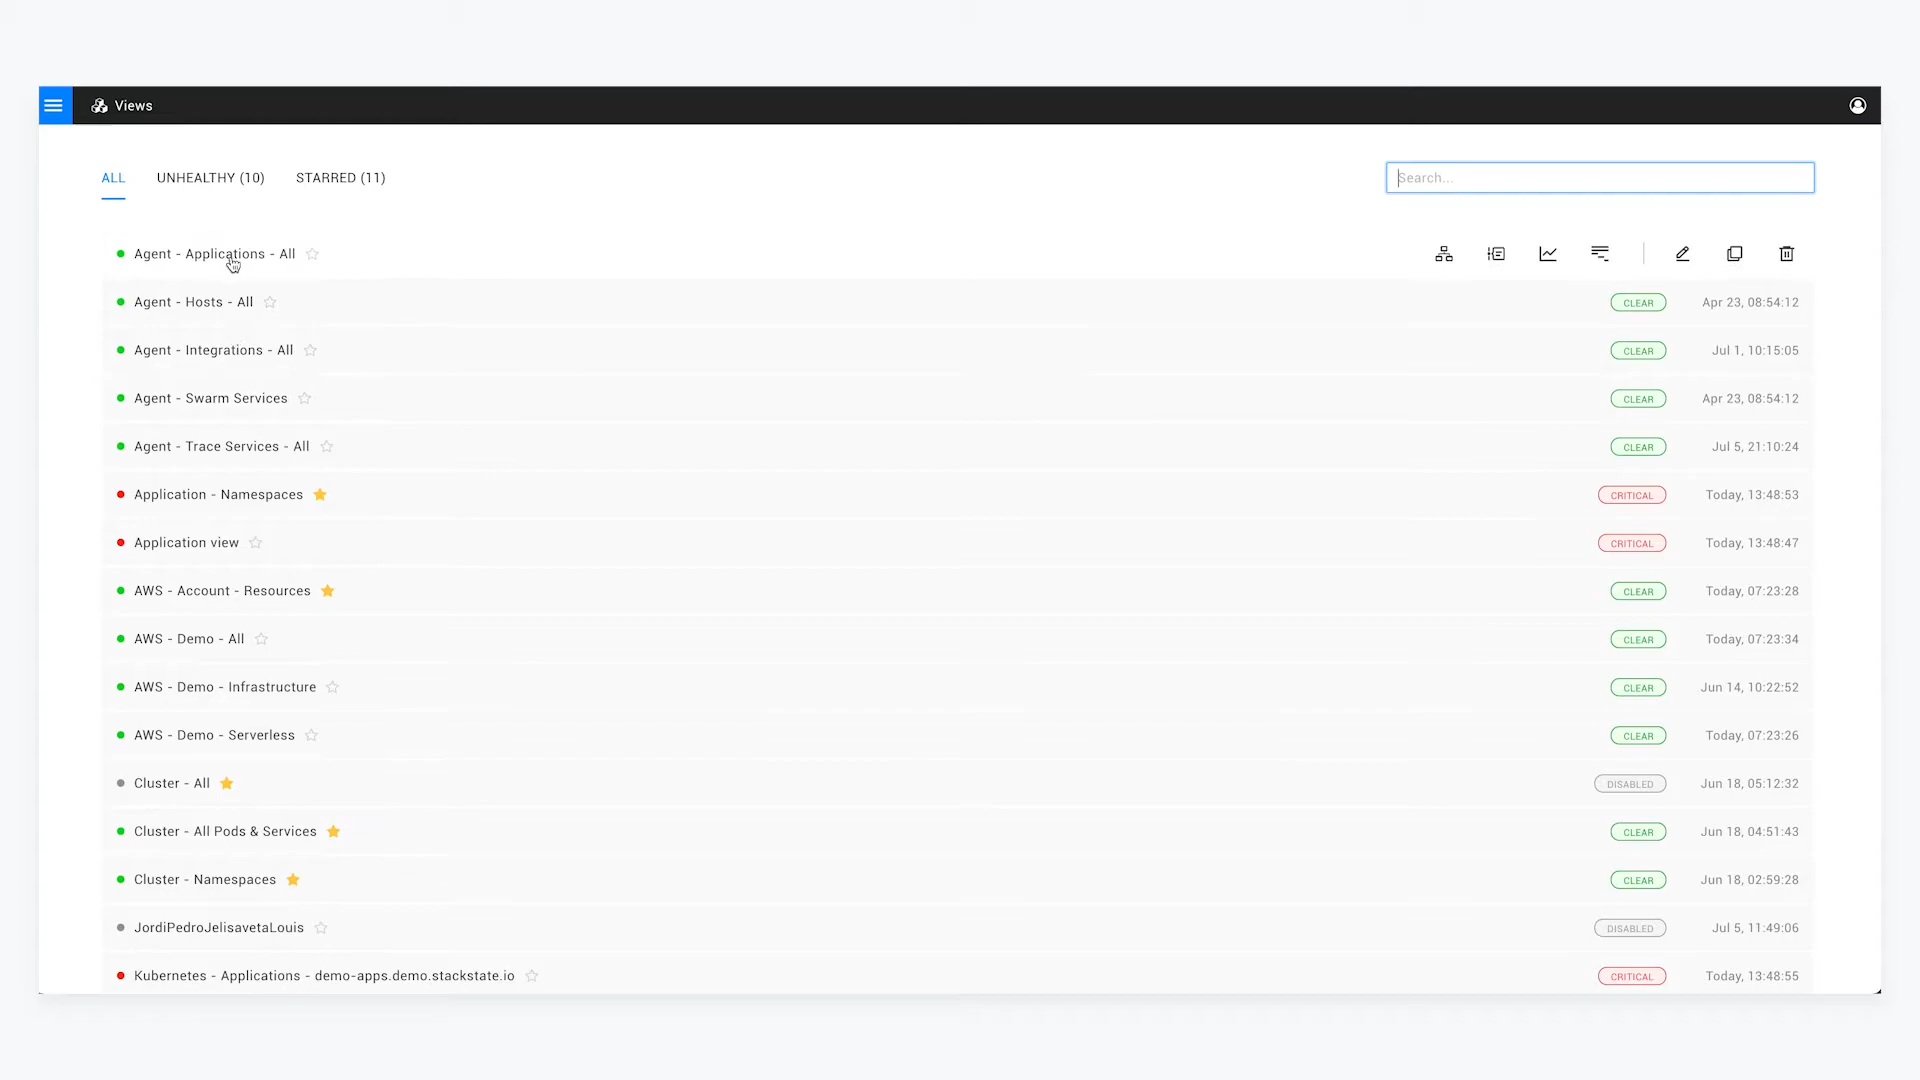 Views
ALL UNHEALTHY (10) STARRED (11) Search...
Agent - Applications - All
Agent - Hosts - All CLEAR Apr 23, 08:54:12
Agent - Integrations - All CLEAR Jul 1, 10:15:05
Agent - Swarm Services CLEAR Apr 23, 08:54:12
Agent - Trace Services - All CLEAR Jul 5, 21:10:24
Application - Namespaces CRITICAL Today, 13:48:53
Application view CRITICAL Today, 13:48:47
AWS - Account - Resources CLEAR Today, 07:23:28
AWS - Demo - All CLEAR Today, 07:23:34
AWS - Demo - Infrastructure CLEAR Jun 14, 10:22:52
AWS - Demo - Serverless CLEAR Today, 07:23:26
Cluster - All DISABLED Jun 18, 05:12:32
Cluster - All Pods & Services CLEAR Jun 18, 04:51:43
Cluster - Namespaces CLEAR Jun 18, 02:59:28
JordiPedroJelisavetaLouis DISABLED Jul 5, 11:49:06
Kubernetes - Applications - demo-apps.demo.stackstate.io CRITICAL Today, 13:48:55